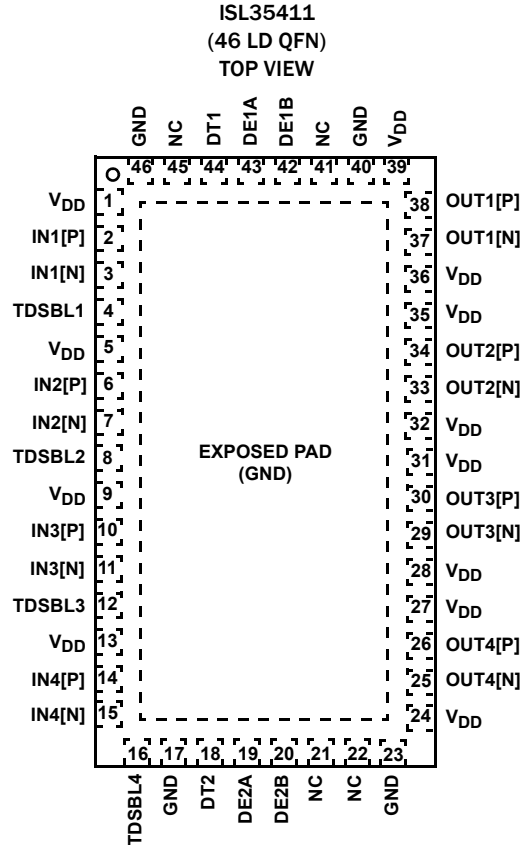 ISL35411
(46 LD QFN)
TOP VIEW
GND NC DT1 DE1A DE1B NC GND VDD
46 45 44 43 42 41 40 39
VDD 1
IN1[P] 2
IN1[N] 3
TDSBL1 4
VDD 5
IN2[P] 6
IN2[N] 7
TDSBL2 8
VDD 9
IN3[P] 10
IN3[N] 11
TDSBL3 12
VDD 13
IN4[P] 14
IN4[N] 15
EXPOSED PAD
(GND)
38 OUT1[P]
37 OUT1[N]
36 VDD
35 VDD
34 OUT2[P]
33 OUT2[N]
32 VDD
31 VDD
30 OUT3[P]
29 OUT3[N]
28 VDD
27 VDD
26 OUT4[P]
25 OUT4[N]
24 VDD
16 17 18 19 20 21 22 23
TDSBL4 GND DT2 DE2A DE2B NC NC GND